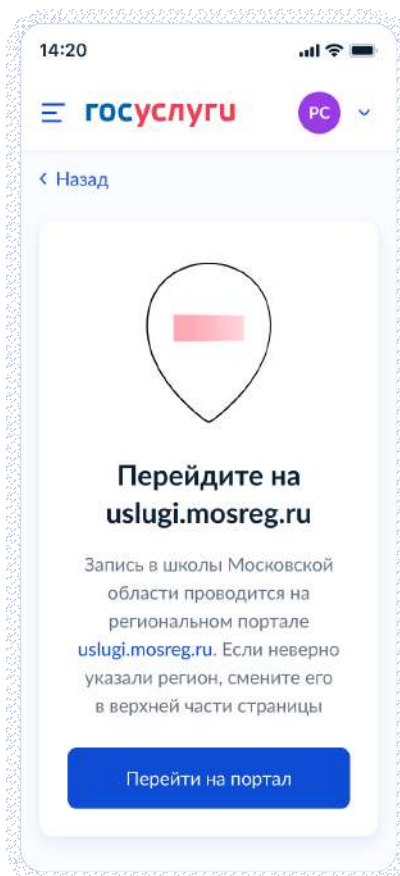 14:20
госуслуги
РС
Назад
Перейдите на
uslugi.mosreg.ru
Запись в школы Московской
области проводится на
региональном портале
uslugi.mosreg.ru. Если неверно
указали регион, смените его
в верхней части страницы
Перейти на портал